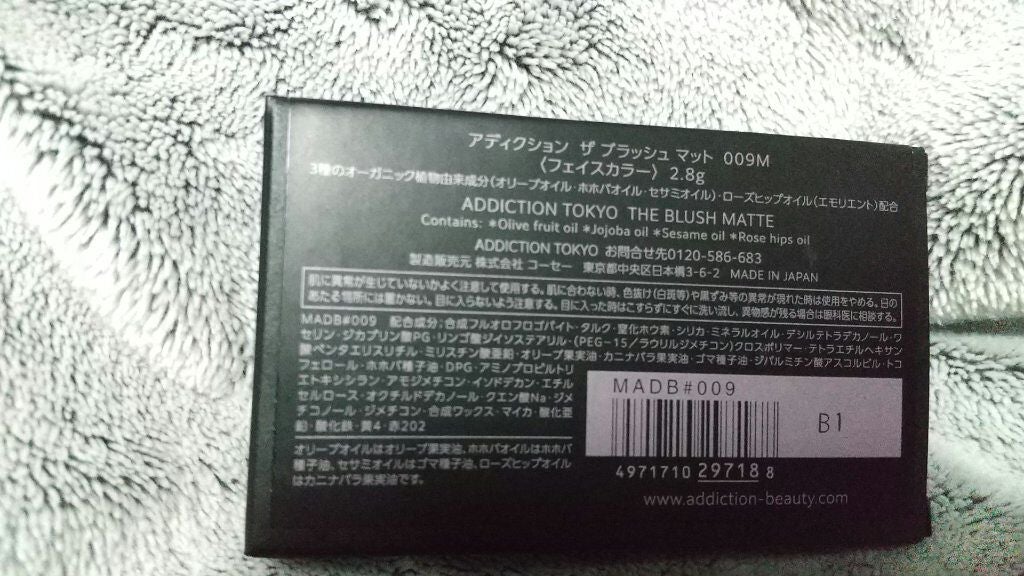 アディクション ザ ブラッシュ マット 009M
〈フェイスカラー〉 2.8g
3種のオーガニック植物由来成分(オリーブオイル・ホホバオイル・セサミオイル)・ローズヒップオイル(エモリエント)配合
ADDICTION TOKYO THE BLUSH MATTE
Contains: *Olive fruit oil *Jojoba oil *Sesame oil *Rose hips oil
ADDICTION TOKYO お問合せ先0120-586-683
製造販売元 株式会社 コーセー 東京都中央区日本橋3-6-2 MADE IN JAPAN
肌に異常が生じていないかよく注意して使用する。肌に合わない時、色抜け(白斑等)や黒ずみ等の異常が現れた時は使用をやめる。日の
あたる場所には置かない。目に入らないよう注意する。目に入った時はこすらずにすぐに洗い流し、異物感が残る場合は眼科医に相談する。
MADB#009 配合成分:合成フルオロフロゴパイト・タルク・窒化ホウ素・シリカ・ミネラルオイル・デシルテトラデカノール・ワ
セリン・ジカプリン酸PG・リンゴ酸ジイソステアリル・(PEG-15/ラウリルジメチコン)クロスポリマー・テトラエチルヘキサン
酸ペンタエリスリチル・ミリスチン酸亜鉛・オリーブ果実油・カニナバラ果実油・ゴマ種子油・ジパルミチン酸アスコルビル・トコ
フェロール・ホホバ種子油・DPG・アミノプロピルトリ
エトキシシラン・アモジメチコン・イソドデカン・エチル
セルロース・オクチルドデカノール・クエン酸Na・ジメ
チコノール・ジメチコン・合成ワックス・マイカ・酸化亜
鉛・酸化鉄・黄4・赤202
オリーブオイルはオリーブ果実油、ホホバオイルはホホバ
種子油、セサミオイルはゴマ種子油、ローズヒップオイル
はカニナバラ果実油です。
MADB#009
B1
4971710 297188
www.addiction-beauty.com